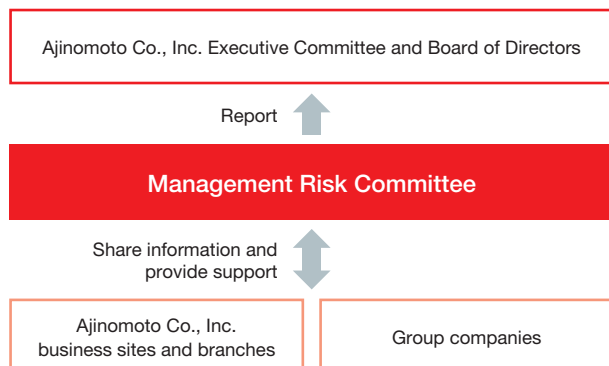 Ajinomoto Co., Inc. Executive Committee and Board of Directors
Report
Management Risk Committee
Share information and
provide support
Ajinomoto Co., Inc.
business sites and branches
Group companies